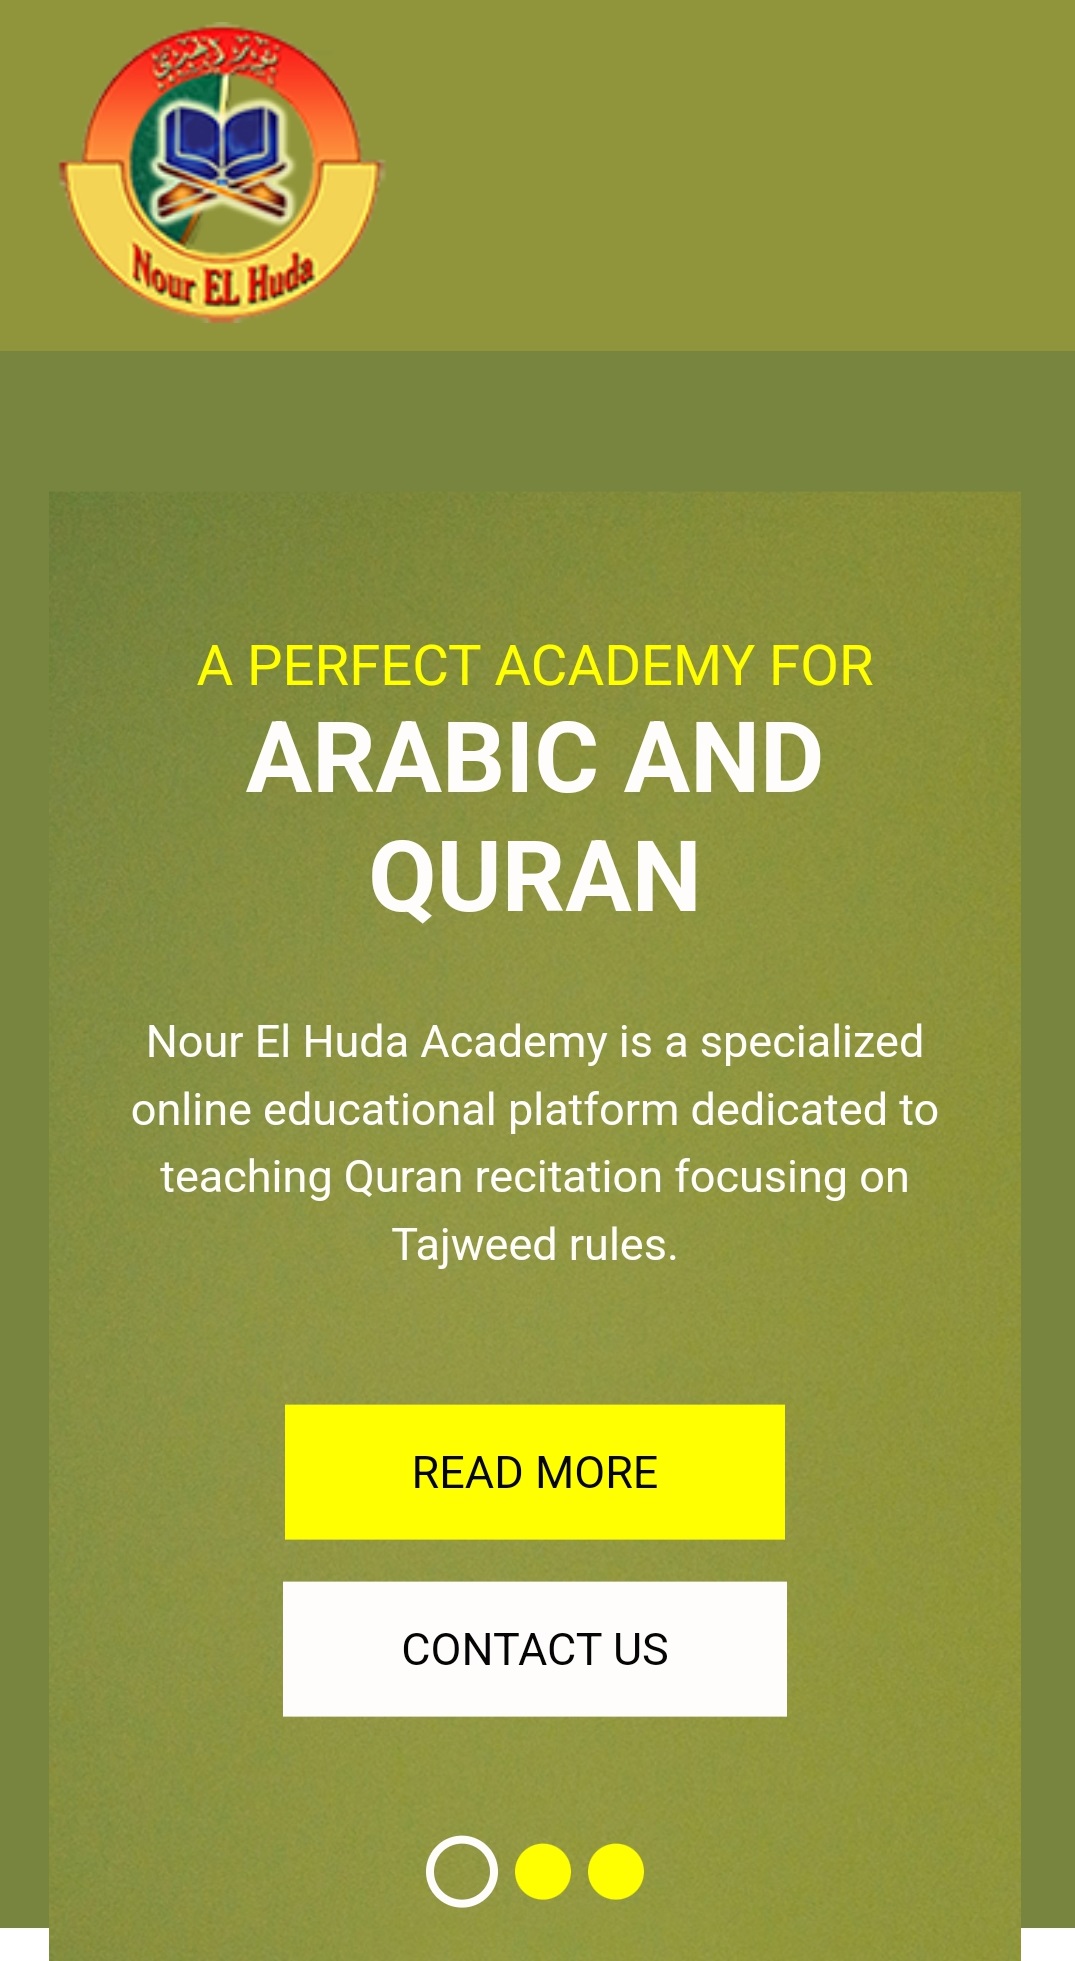 Nour EL Huda
A PERFECT ACADEMY FOR
ARABIC AND
QURAN
Nour El Huda Academy is a specialized
online educational platform dedicated to
teaching Quran recitation focusing on
Tajweed rules.
READ MORE
CONTACT US